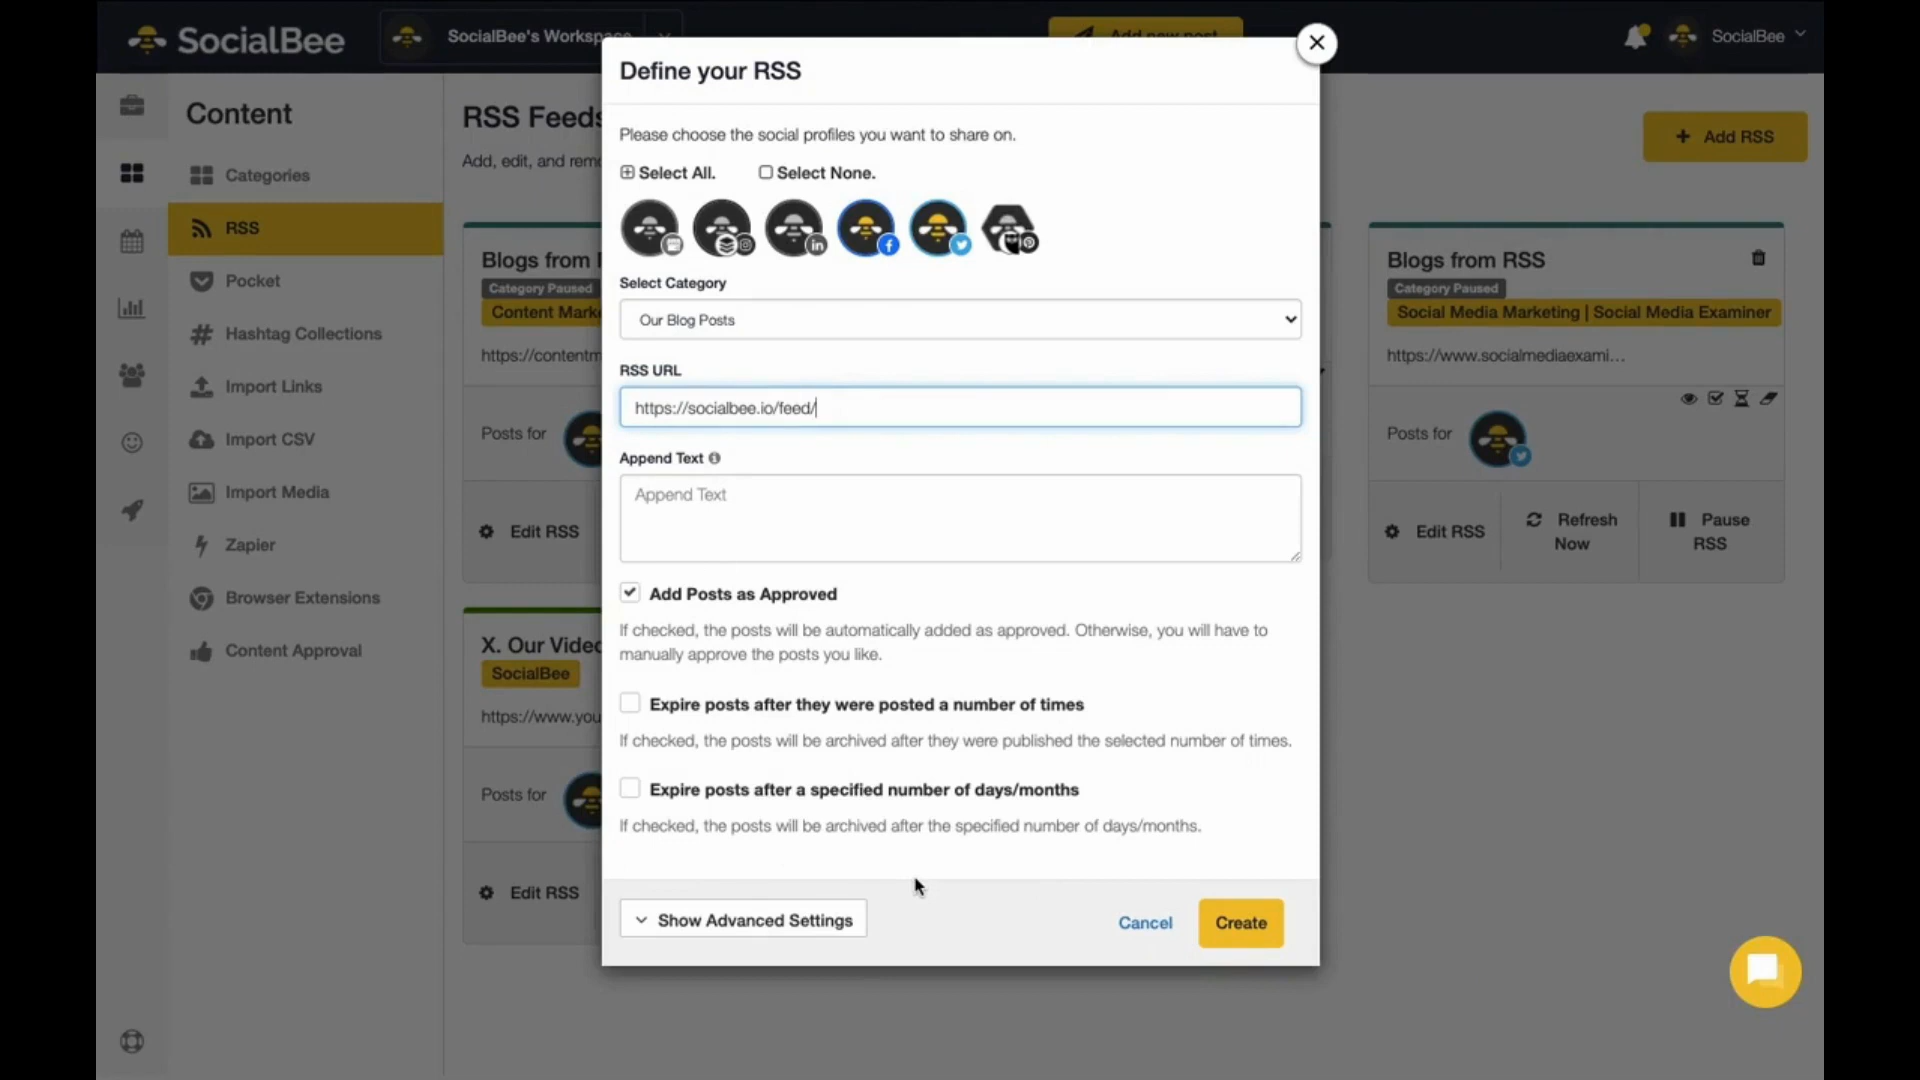 SocialBee
SocialBee's Workspace
Add new post
SocialBee
Content
Categories
RSS
Pocket
Hashtag Collections
Import Links
Import CSV
Import Media
Zapier
Browser Extensions
Content Approval
RSS Feeds
Add, edit, and rem
Add RSS
Blogs from
Category Paused
Content Mark
https://contentm
Posts for
Edit RSS
X. Our Video
SocialBee
https://www.you
Posts for
Edit RSS
Define your RSS
Please choose the social profiles you want to share on.
Select All.
Select None.
Select Category
Our Blog Posts
RSS URL
https://socialbee.io/feed/
Append Text
Append Text
Add Posts as Approved
If checked, the posts will be automatically added as approved. Otherwise, you will have to
manually approve the posts you like.
Expire posts after they were posted a number of times
If checked, the posts will be archived after they were published the selected number of times.
Expire posts after a specified number of days/months
If checked, the posts will be archived after the specified number of days/months.
Show Advanced Settings
Cancel
Create
Blogs from RSS
Category Paused
Social Media Marketing | Social Media Examiner
https://www.socialmediaexami...
Posts for
Edit RSS
Refresh
Now
Pause
RSS